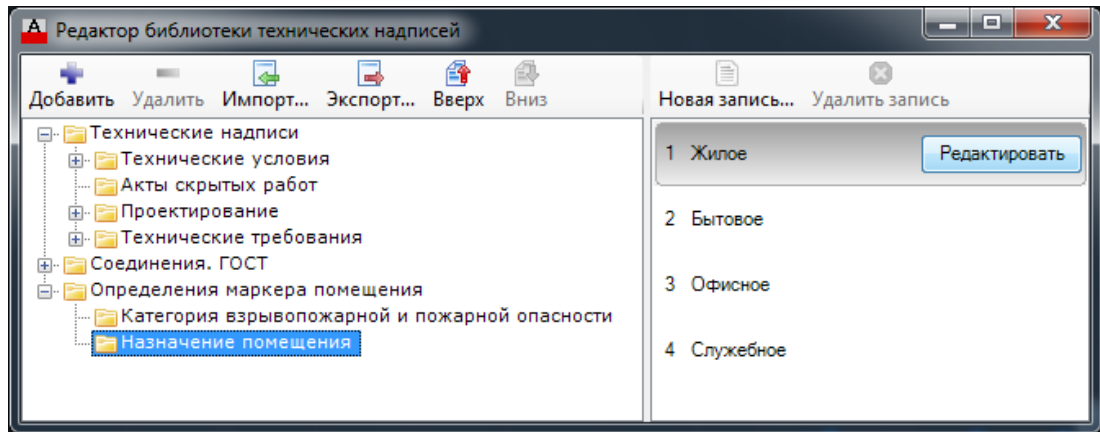 Редактор библиотеки технических надписей
Добавить Удалить Импорт... Экспорт... Вверх Вниз
Новая запись... Удалить запись
Технические надписи
Технические условия
Акты скрытых работ
Проектирование
Технические требования
Соединения. ГОСТ
Определения маркера помещения
Категория взрывопожарной и пожарной опасности
Назначение помещения
1 Жилое Редактировать
2 Бытовое
3 Офисное
4 Служебное